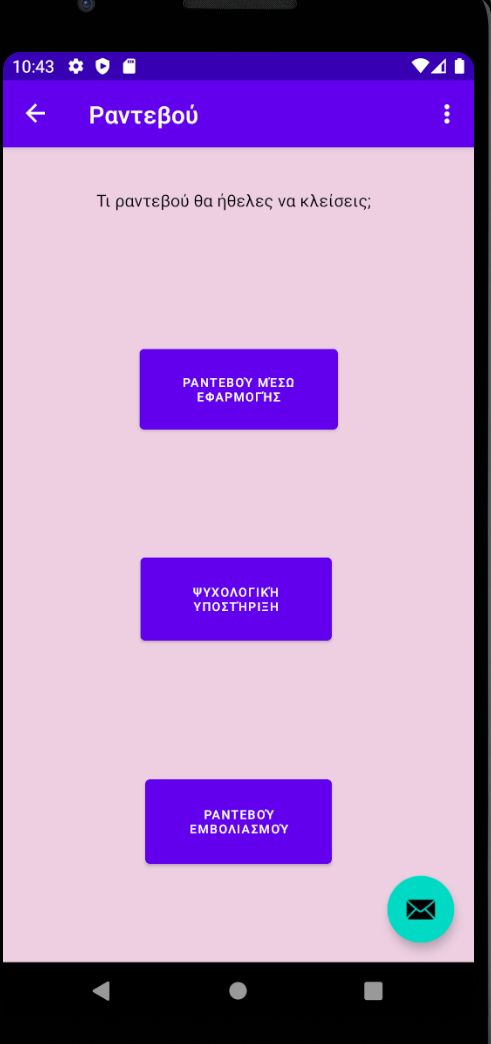 10:43
Ραντεβού
Τι ραντεβού θα ήθελες να κλείσεις;
ΡΑΝΤΕΒΟΎ ΜΈΣΩ
ΕΦΑΡΜΟΓΉΣ
ΨΥΧΟΛΟΓΙΚΉ
ΥΠΟΣΤΉΡΙΞΗ
ΡΑΝΤΕΒΟΎ
ΕΜΒΟΛΙΑΣΜΟΎ